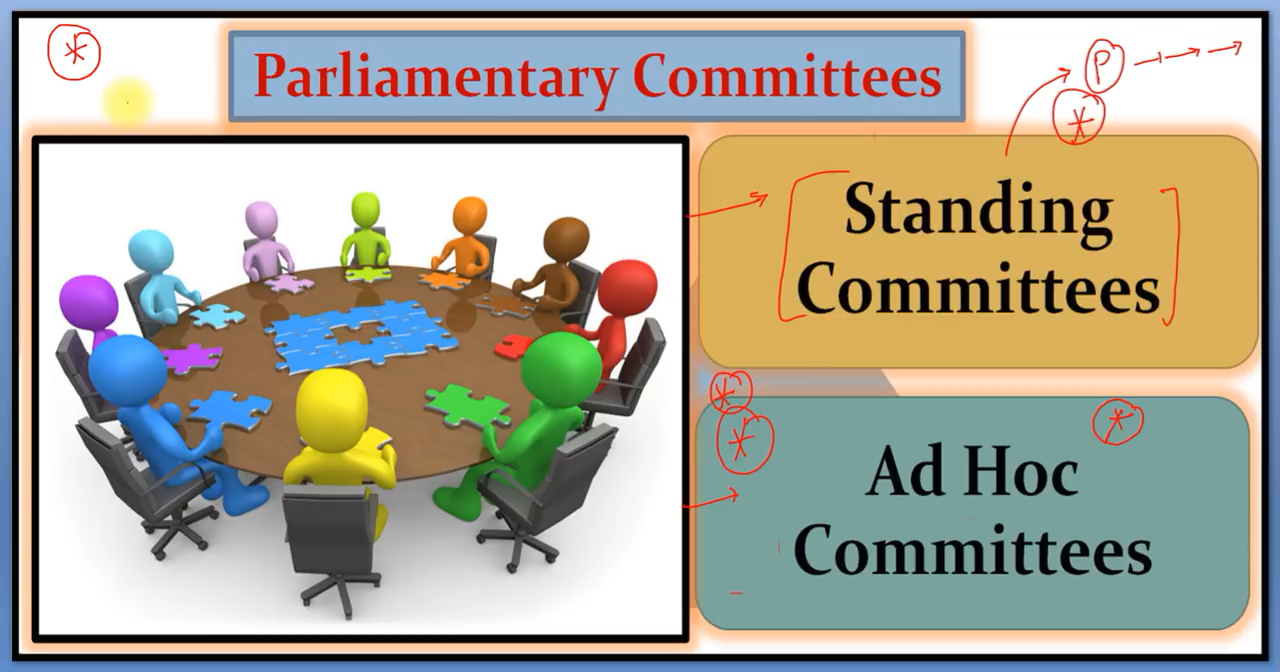 Parliamentary Committees
P
Standing
Committees
Ad Hoc
Committees